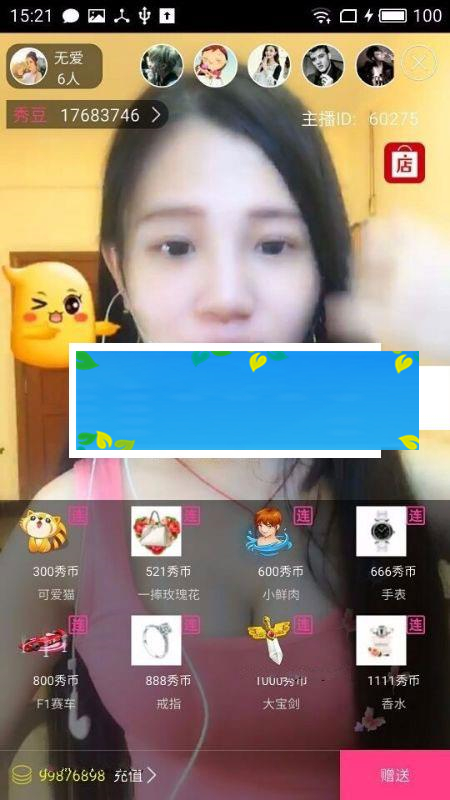 15:21
100
无爱
6人
秀豆 17683746
主播ID: 60275
店
连 连 连 连
300秀币 521秀币 600秀币 666秀币
可爱猫 一捧玫瑰花 小鲜肉 手表
连 连 连 连
800秀币 888秀币 1000秀币 1111秀币
F1赛车 戒指 大宝剑 香水
99876898 充值
赠送